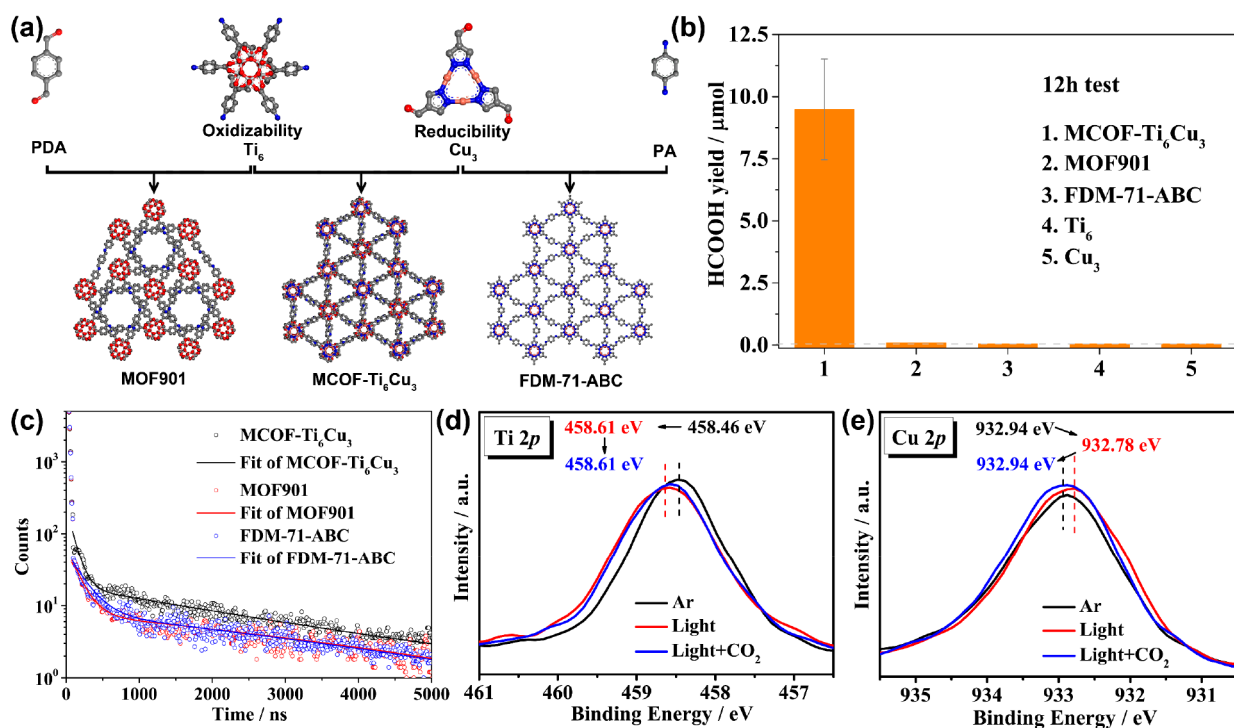 (a)
PDA
Oxidizability
Ti₆
Reducibility
Cu₃
PA
MOF901
MCOF-Ti₆Cu₃
FDM-71-ABC
(b)
HCOOH yield / μmol
12.5
10.0
7.5
5.0
2.5
0.0
1 2 3 4 5
12h test
1. MCOF-Ti₆Cu₃
2. MOF901
3. FDM-71-ABC
4. Ti₆
5. Cu₃
(c)
Counts
10³
10²
10¹
10⁰
0 1000 2000 3000 4000 5000
Time / ns
MCOF-Ti₆Cu₃
Fit of MCOF-Ti₆Cu₃
MOF901
Fit of MOF901
FDM-71-ABC
Fit of FDM-71-ABC
(d)
Ti 2p
458.61 eV
458.46 eV
458.61 eV
Intensity / a.u.
Ar
Light
Light+CO₂
461 460 459 458 457
Binding Energy / eV
(e)
Cu 2p
932.94 eV
932.78 eV
932.94 eV
Intensity / a.u.
Ar
Light
Light+CO₂
935 934 933 932 931
Binding Energy / eV